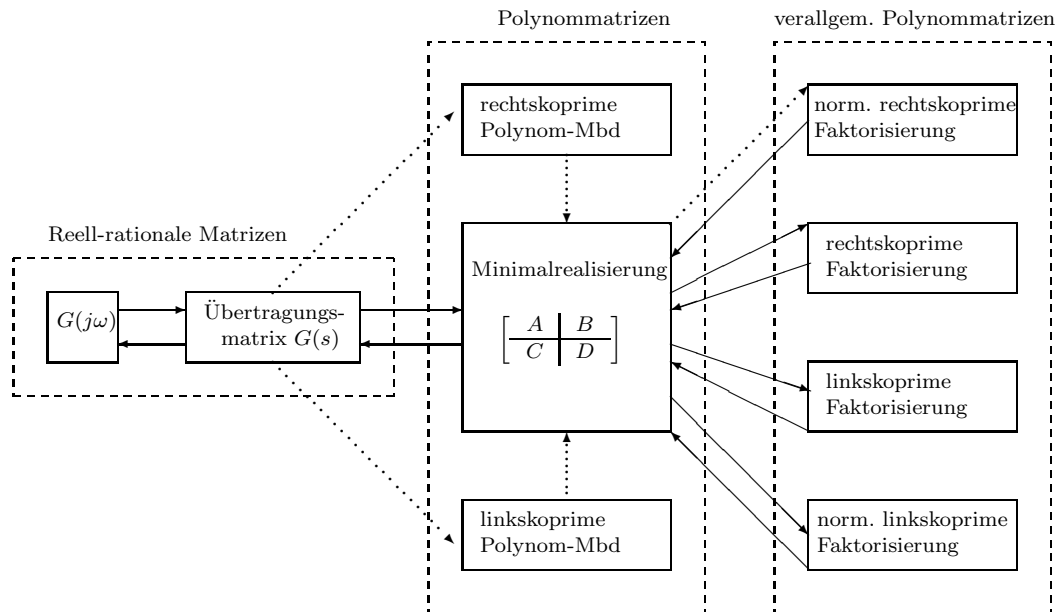 Polynommatrizen
verallgem. Polynommatrizen
rechtskoprime
Polynom-Mbd
norm. rechtskoprime
Faktorisierung
Reell-rationale Matrizen
G(jω)
Übertragungs-
matrix G(s)
Minimalrealisierung
A B
C D
rechtskoprime
Faktorisierung
linkskoprime
Faktorisierung
linkskoprime
Polynom-Mbd
norm. linkskoprime
Faktorisierung